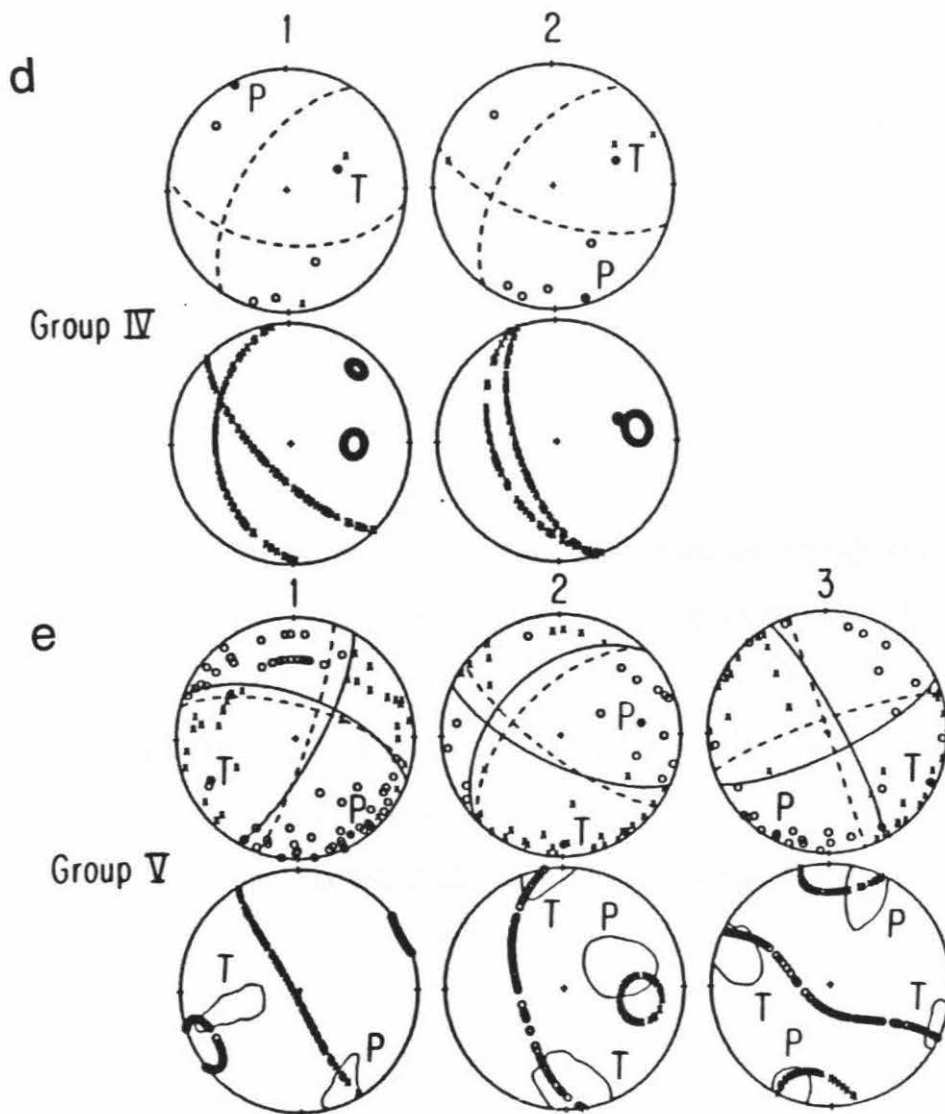 1 2
d
P T
T P
Group IV
1 2 3
e
T P
P T
P T
Group V
T P
T P T
P T T P